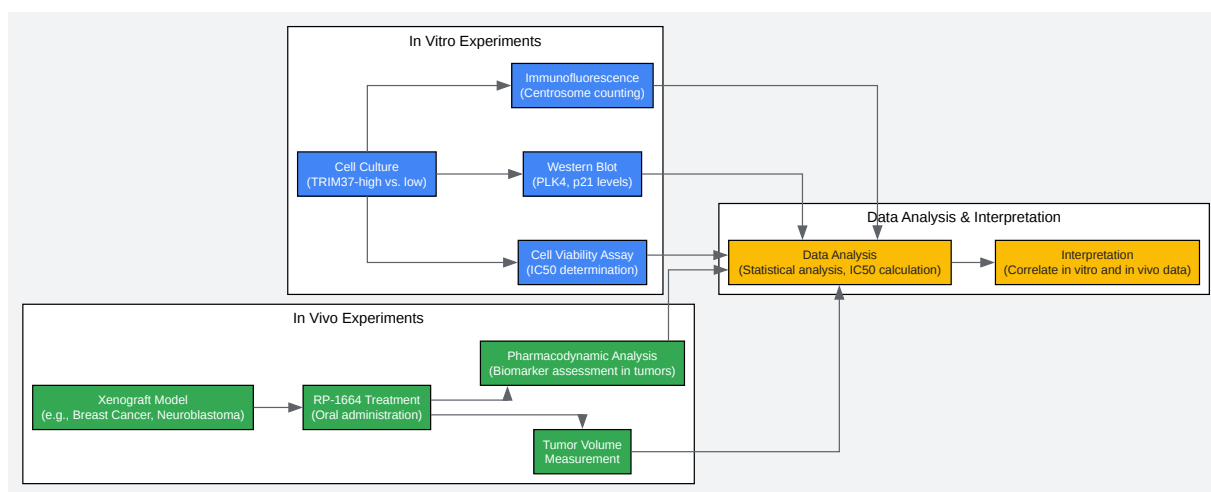 In Vitro Experiments
Immunofluorescence
(Centrosome counting)
Cell Culture
(TRIM37-high vs. low)
Western Blot
(PLK4, p21 levels)
Cell Viability Assay
(IC50 determination)
Data Analysis & Interpretation
Data Analysis
(Statistical analysis, IC50 calculation)
Interpretation
(Correlate in vitro and in vivo data)
In Vivo Experiments
Pharmacodynamic Analysis
(Biomarker assessment in tumors)
Xenograft Model
(e.g., Breast Cancer, Neuroblastoma)
RP-1664 Treatment
(Oral administration)
Tumor Volume
Measurement